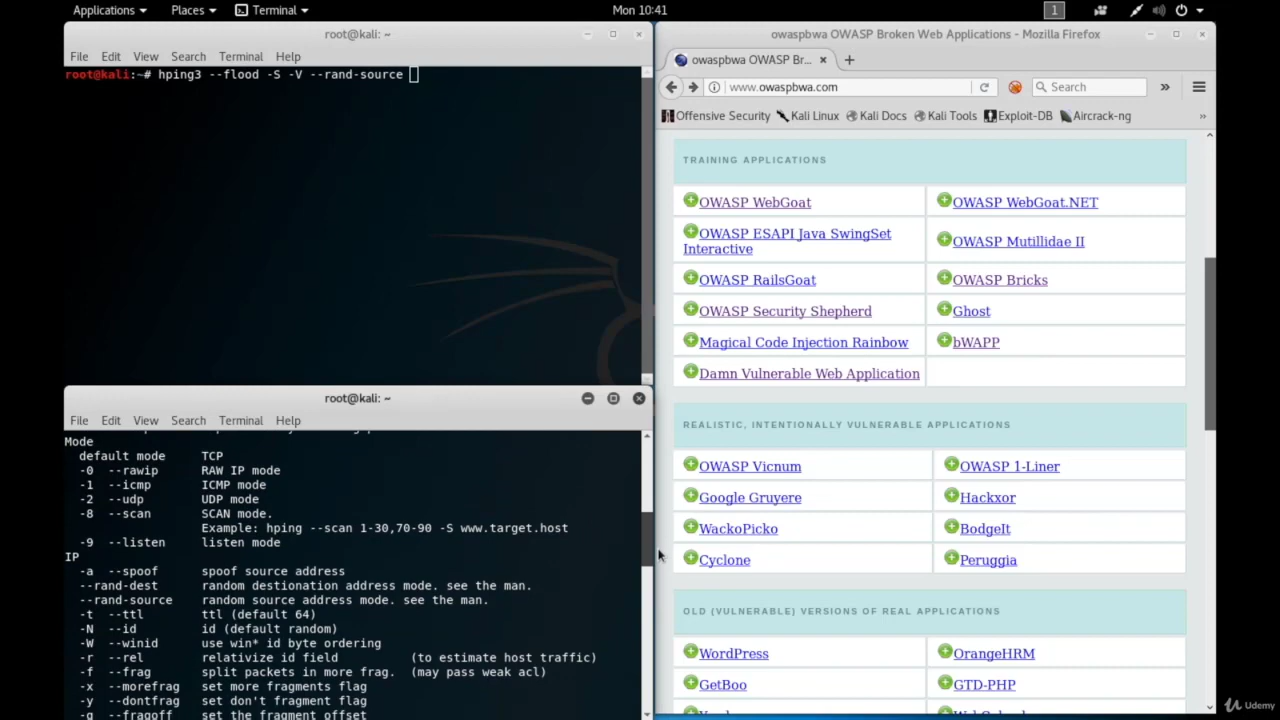 Applications Places Terminal Mon 10:41 1
root@kali: ~
File Edit View Search Terminal Help
root@kali:~# hping3 --flood -S -V --rand-source
owaspbwa OWASP Broken Web Applications - Mozilla Firefox
owaspbwa OWASP Br... × +
www.owaspbwa.com Search »
Offensive Security Kali Linux Kali Docs Kali Tools Exploit-DB Aircrack-ng »
TRAINING APPLICATIONS
OWASP WebGoat OWASP WebGoat.NET
OWASP ESAPI Java SwingSet
Interactive OWASP Mutillidae II
OWASP RailsGoat OWASP Bricks
OWASP Security Shepherd Ghost
Magical Code Injection Rainbow bWAPP
Damn Vulnerable Web Application
REALISTIC, INTENTIONALLY VULNERABLE APPLICATIONS
OWASP Vicnum OWASP 1-Liner
Google Gruyere Hackxor
WackoPicko BodgeIt
Cyclone Peruggia
OLD (VULNERABLE) VERSIONS OF REAL APPLICATIONS
WordPress OrangeHRM
GetBoo GTD-PHP
root@kali: ~
File Edit View Search Terminal Help
Mode
default mode TCP
-0 --rawip RAW IP mode
-1 --icmp ICMP mode
-2 --udp UDP mode
-8 --scan SCAN mode.
Example: hping --scan 1-30,70-90 -S www.target.host
-9 --listen listen mode
IP
-a --spoof spoof source address
--rand-dest random destionation address mode. see the man.
--rand-source random source address mode. see the man.
-t --ttl ttl (default 64)
-N --id id (default random)
-W --winid use win* id byte ordering
-r --rel relativize id field (to estimate host traffic)
-f --frag split packets in more frag. (may pass weak acl)
-x --morefrag set more fragments flag
-y --dontfrag set don't fragment flag
-g --fragoff set the fragment offset
Udemy